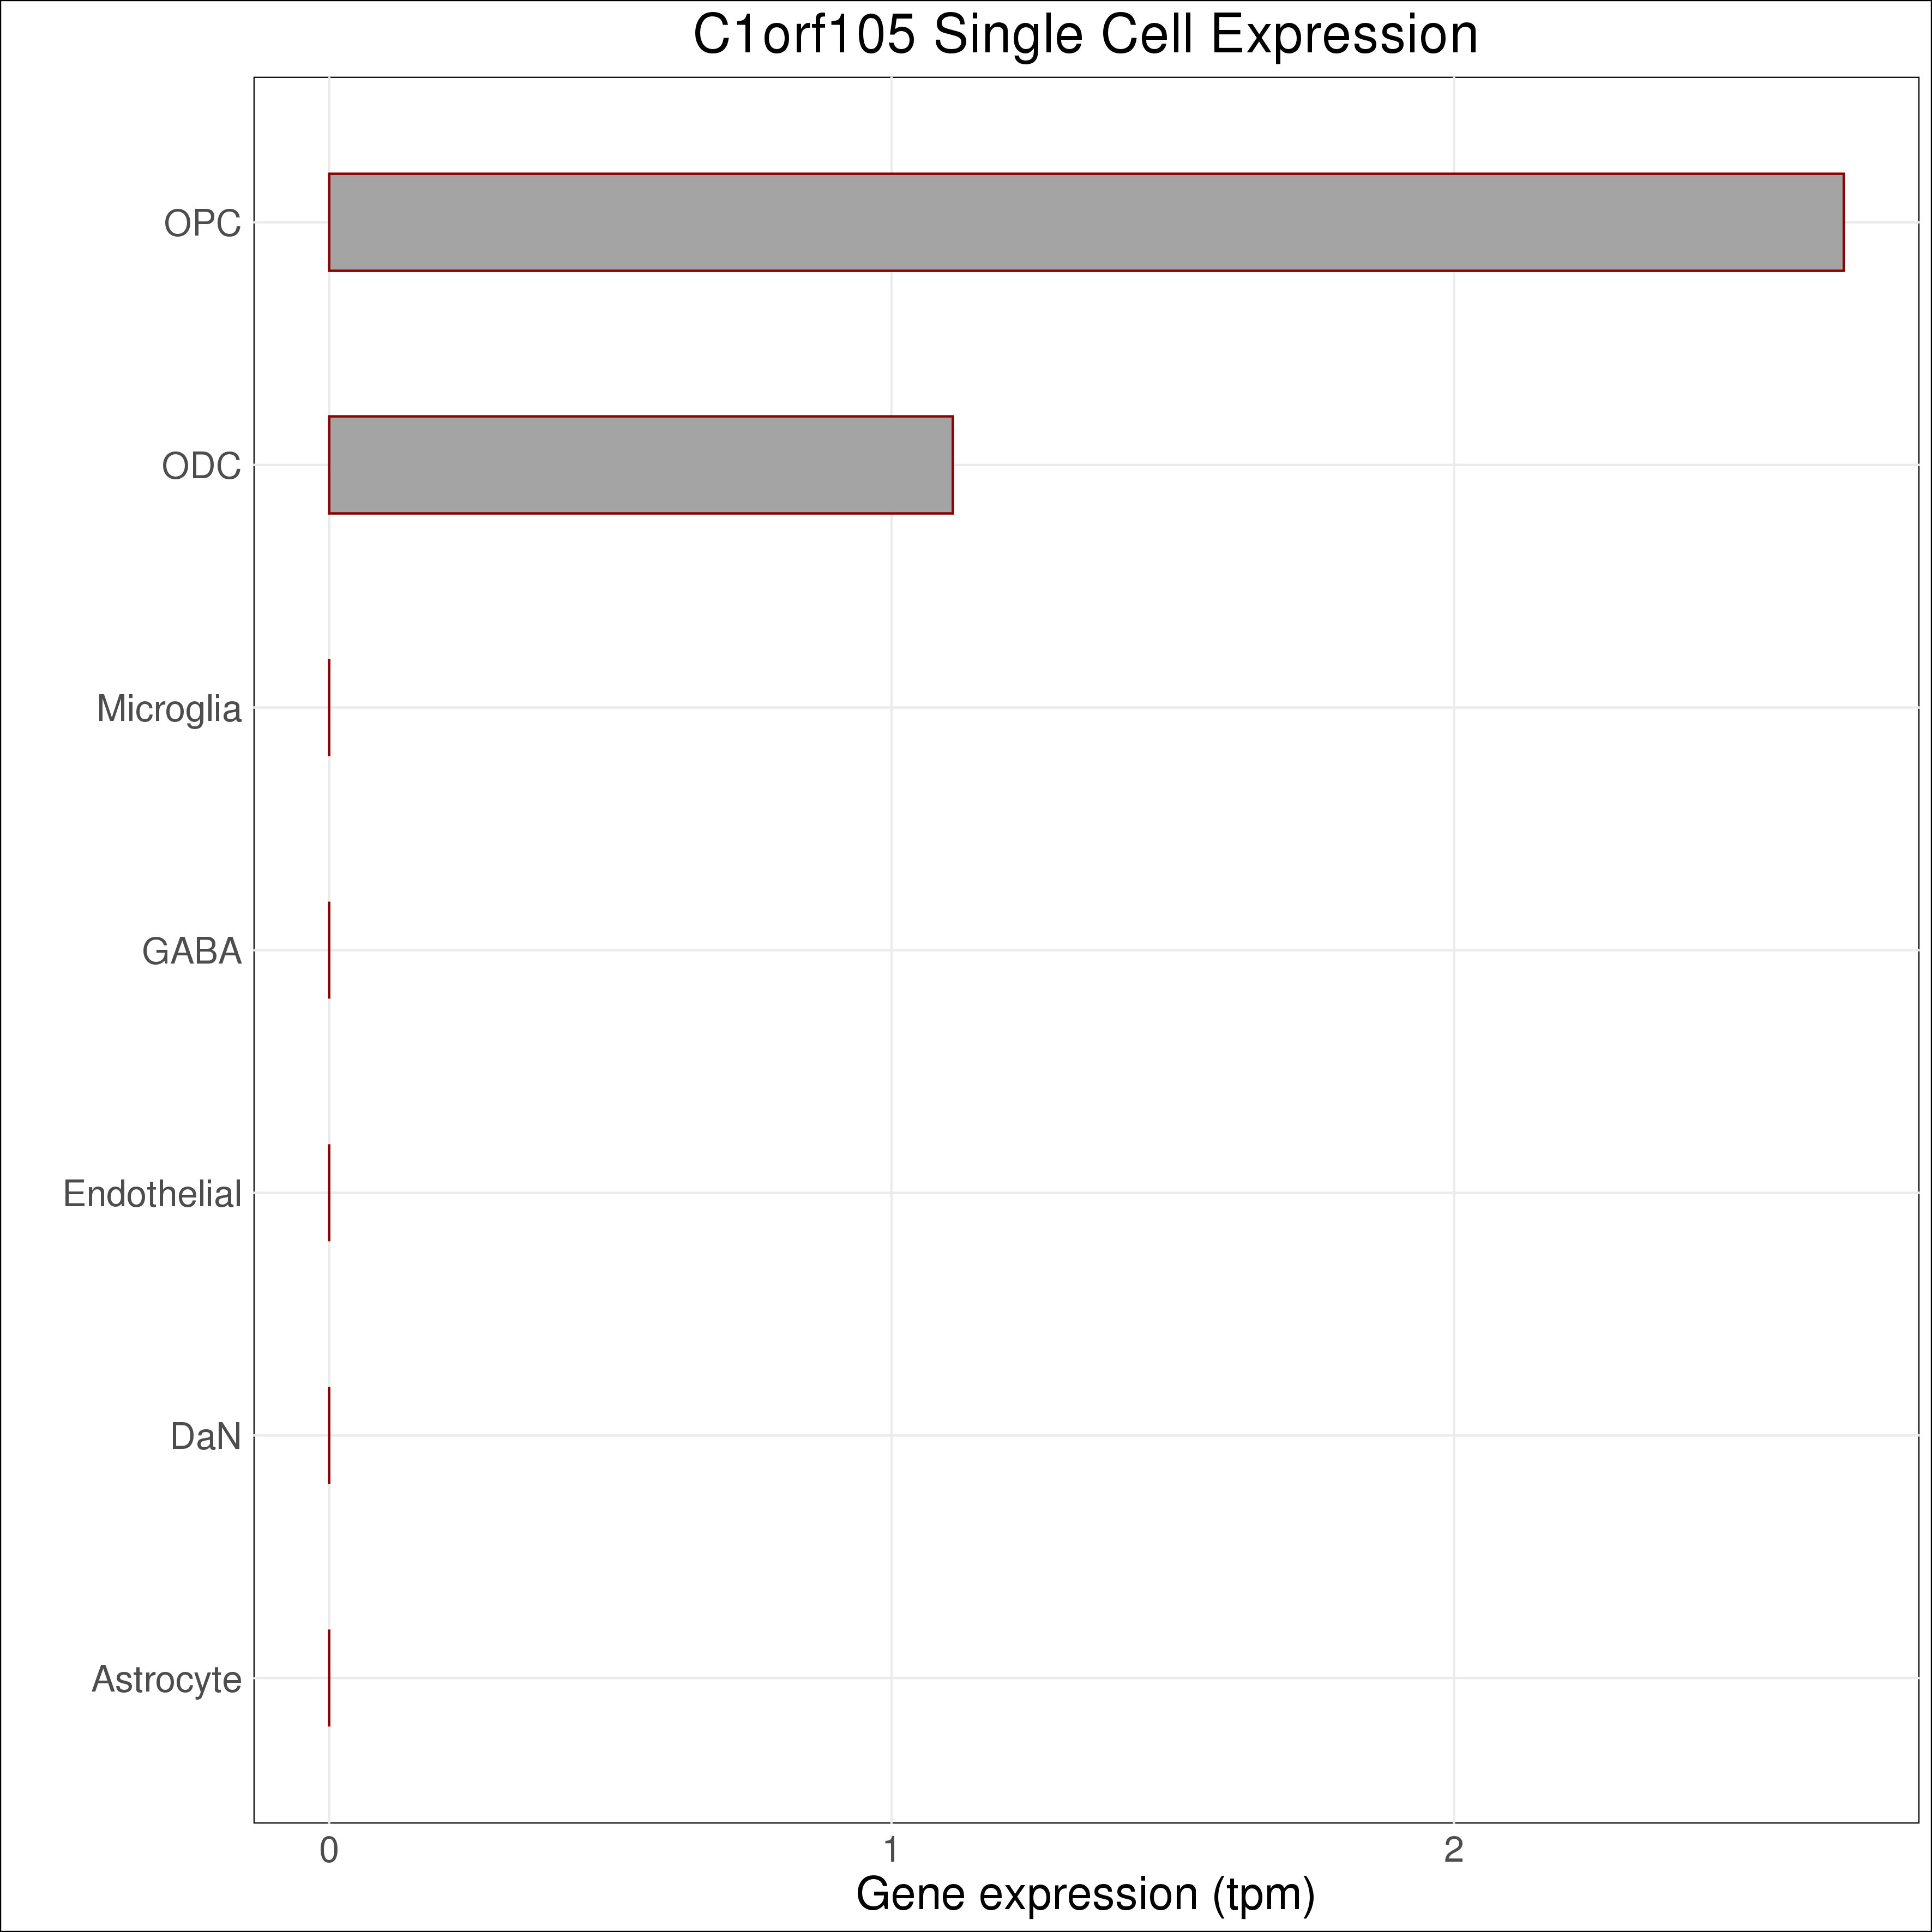 C1orf105 Single Cell Expression
OPC
ODC
Microglia
GABA
Endothelial
DaN
Astrocyte
0 1 2
Gene expression (tpm)